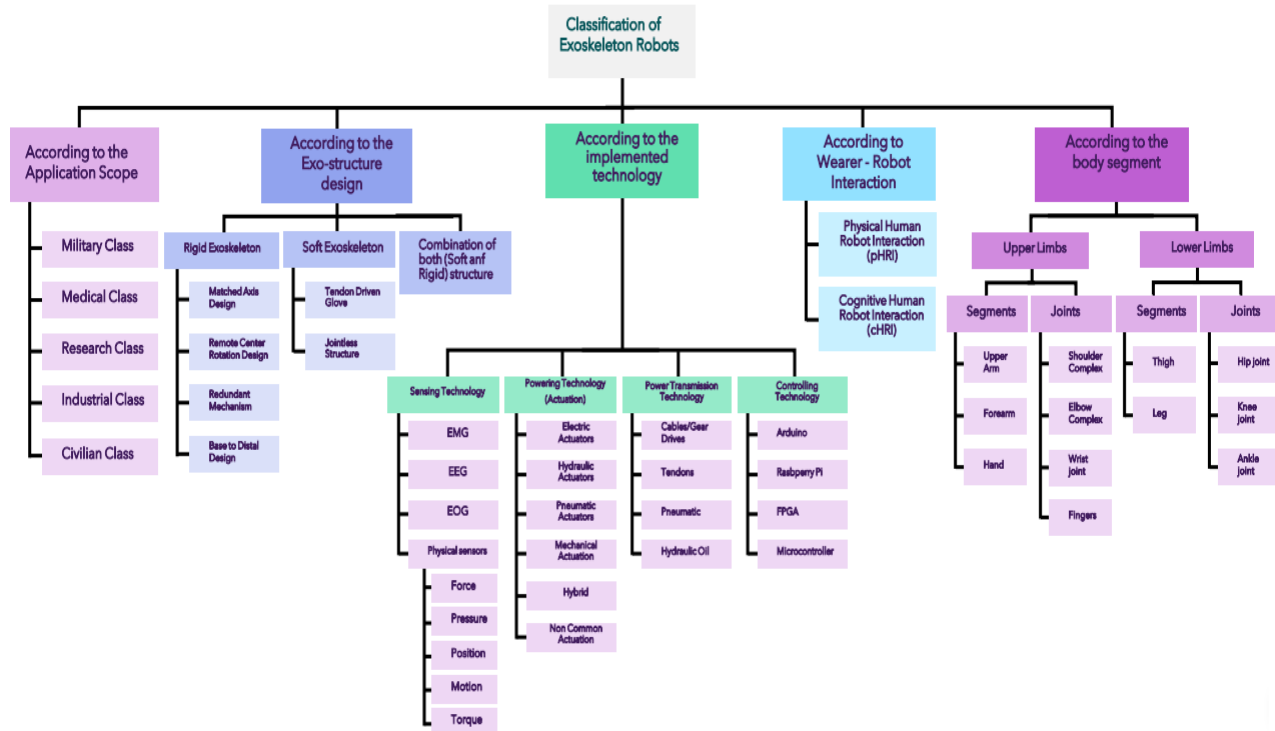 Classification of
Exoskeleton Robots
According to the
Application Scope
Military Class
Medical Class
Research Class
Industrial Class
Civilian Class
According to the
Exo-structure
design
Rigid Exoskeleton
Matched Axis
Design
Remote Center
Rotation Design
Redundant
Mechanism
Base to Distal
Design
Soft Exoskeleton
Tendon Driven
Glove
Jointless
Structure
Combination of
both (Soft anf
Rigid) structure
According to the
implemented
technology
Sensing Technology
EMG
EEG
EOG
Physical sensors
Force
Pressure
Position
Motion
Torque
Powering Technology
(Actuation)
Electric
Actuators
Hydraulic
Actuators
Pneumatic
Actuators
Mechanical
Actuation
Hybrid
Non Common
Actuation
Power Transmission
Technology
Cables/Gear
Drives
Tendons
Pneumatic
Hydraulic Oil
Controlling
Technology
Arduino
Rasbperry Pi
FPGA
Microcontroller
According to
Wearer - Robot
Interaction
Physical Human
Robot Interaction
(pHRI)
Cognitive Human
Robot Interaction
(cHRI)
According to the
body segment
Upper Limbs
Segments
Upper
Arm
Forearm
Hand
Joints
Shoulder
Complex
Elbow
Complex
Wrist
joint
Fingers
Lower Limbs
Segments
Thigh
Leg
Joints
Hip joint
Knee
joint
Ankle
joint